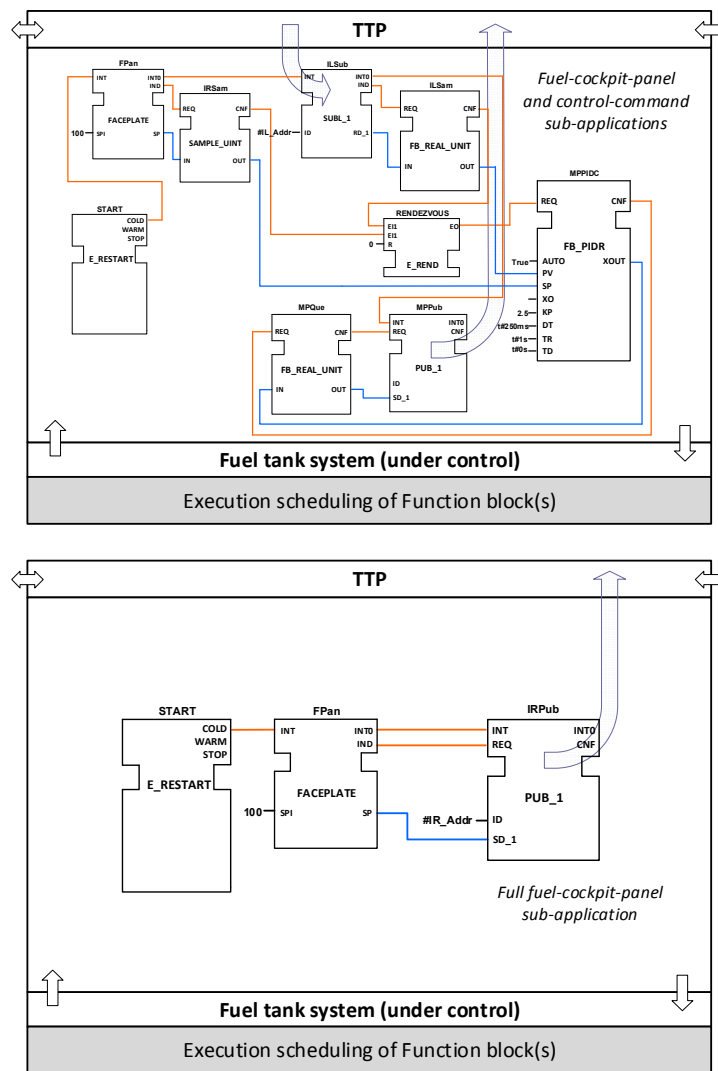 TTP
FPan
INT
INT0
IND
FACEPLATE
100
SPI
SP
IRSam
REQ
CNF
SAMPLE_UINT
IN
OUT
ILSub
INT
INT0
IND
SUBL_1
#IL_Addr
ID
RD_1
ILSam
REQ
CNF
FB_REAL_UNIT
IN
OUT
Fuel-cockpit-panel
and control-command
sub-applications
START
COLD
WARM
STOP
E_RESTART
RENDEZVOUS
EI1
EI1
EO
0
R
E_REND
MPPIDC
REQ
CNF
FB_PIDR
True
AUTO
XOUT
PV
SP
XO
2.5
KP
t#250ms
DT
t#1s
TR
t#0s
TD
MPQue
REQ
CNF
FB_REAL_UNIT
IN
OUT
MPPub
INT
INT0
REQ
CNF
PUB_1
ID
SD_1
Fuel tank system (under control)
Execution scheduling of Function block(s)
TTP
START
COLD
WARM
STOP
E_RESTART
FPan
INT
INT0
IND
FACEPLATE
100
SPI
SP
IRPub
INT
INT0
REQ
CNF
PUB_1
#IR_Addr
ID
SD_1
Full fuel-cockpit-panel
sub-application
Fuel tank system (under control)
Execution scheduling of Function block(s)